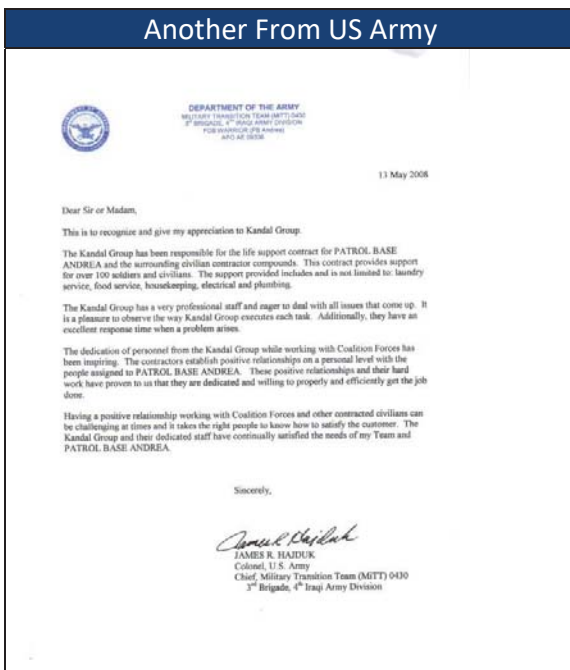 Another From US Army
DEPARTMENT OF THE ARMY
MILITARY TRANSITION TEAM (MiTT) 0430
3rd BRIGADE, 4TH IRAQI ARMY DIVISION
FOB WARRIOR (PB Andrea)
APO AE 09338
13 May 2008
Dear Sir or Madam,
This is to recognize and give my appreciation to Kandal Group.
The Kandal Group has been responsible for the life support contract for PATROL BASE
ANDREA and the surrounding civilian contractor compounds. This contract provides support
for over 100 soldiers and civilians. The support provided includes and is not limited to: laundry
service, food service, housekeeping, electrical and plumbing.
The Kandal Group has a very professional staff and eager to deal with all issues that come up. It
is a pleasure to observe the way Kandal Group executes each task. Additionally, they have an
excellent response time when a problem arises.
The dedication of personnel from the Kandal Group while working with Coalition Forces has
been inspiring. The contractors establish positive relationships on a personal level with the
people assigned to PATROL BASE ANDREA. These positive relationships and their hard
work have proven to us that they are dedicated and willing to properly and efficiently get the job
done.
Having a positive relationship working with Coalition Forces and other contracted civilians can
be challenging at times and it takes the right people to know how to satisfy the customer. The
Kandal Group and their dedicated staff have continually satisfied the needs of my Team and
PATROL BASE ANDREA.
Sincerely,
James R Hajduk
JAMES R. HAJDUK
Colonel, U.S. Army
Chief, Military Transition Team (MiTT) 0430
3rd Brigade, 4th Iraqi Army Division